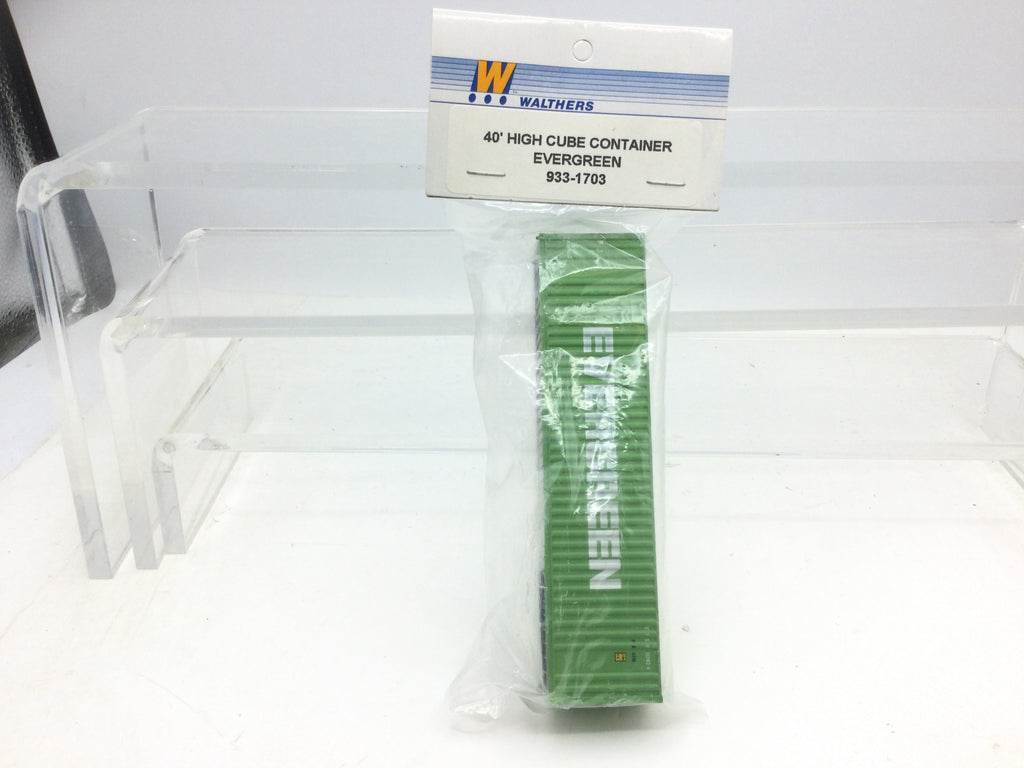 W
WALTHERS
40' HIGH CUBE CONTAINER
EVERGREEN
933-1703
EVERGREEN